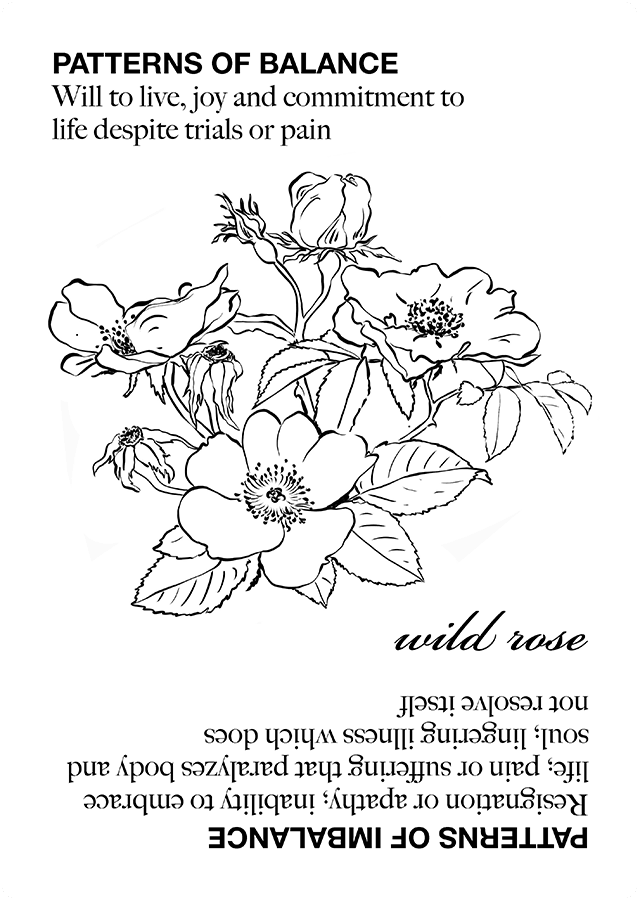 PATTERNS OF BALANCE
Will to live, joy and commitment to
life despite trials or pain
wild rose
PATTERNS OF IMBALANCE
Resignation or apathy; inability to embrace
life; pain or suffering that paralyzes body and
soul; lingering illness which does
not resolve itself